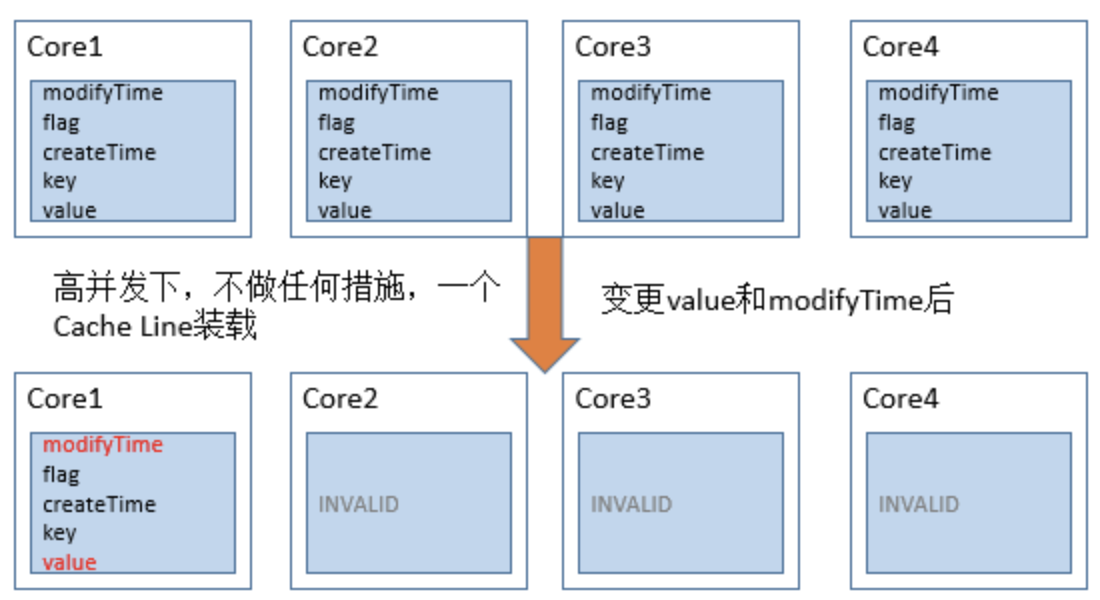 Core1
modifyTime
flag
createTime
key
value
Core2
modifyTime
flag
createTime
key
value
Core3
modifyTime
flag
createTime
key
value
Core4
modifyTime
flag
createTime
key
value
高并发下，不做任何措施，一个
Cache Line装载
变更value和modifyTime后
Core1
modifyTime
flag
createTime
key
value
Core2
INVALID
Core3
INVALID
Core4
INVALID